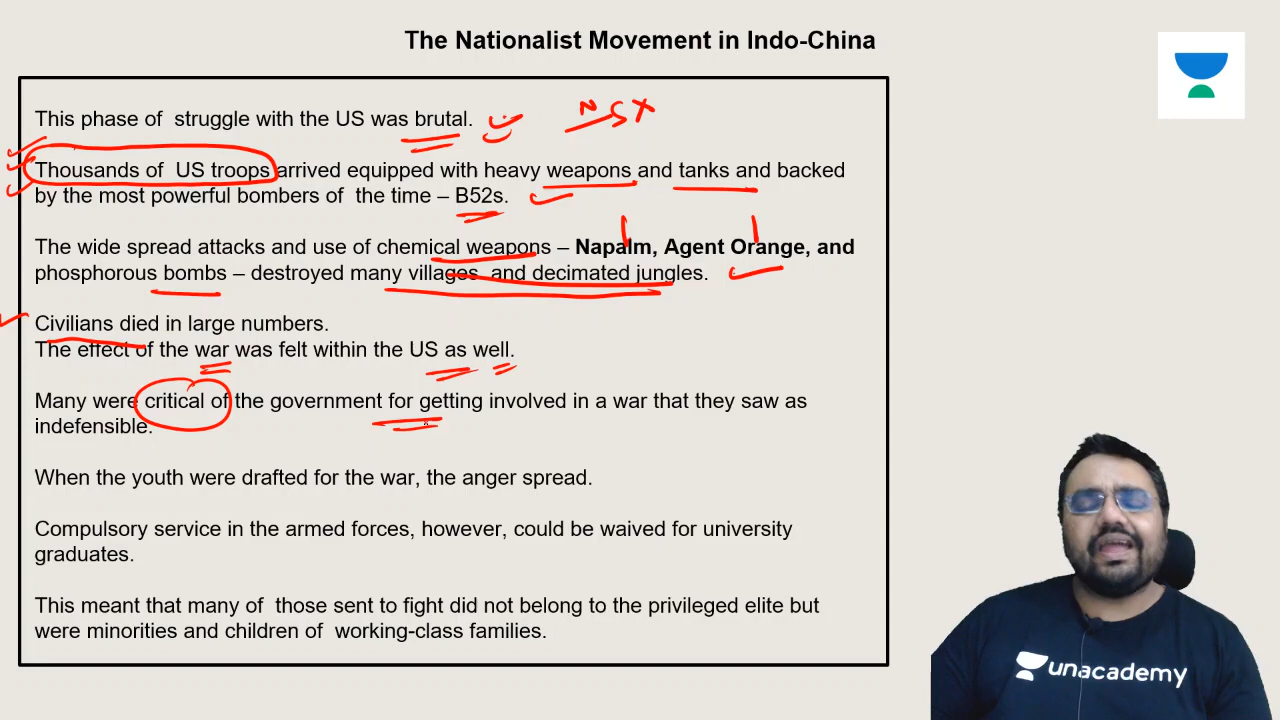 The Nationalist Movement in Indo-China
This phase of struggle with the US was brutal.
N S X
Thousands of US troops arrived equipped with heavy weapons and tanks and backed
by the most powerful bombers of the time – B52s.
The wide spread attacks and use of chemical weapons – Napalm, Agent Orange, and
phosphorous bombs – destroyed many villages and decimated jungles.
Civilians died in large numbers.
The effect of the war was felt within the US as well.
Many were critical of the government for getting involved in a war that they saw as
indefensible.
When the youth were drafted for the war, the anger spread.
Compulsory service in the armed forces, however, could be waived for university
graduates.
This meant that many of those sent to fight did not belong to the privileged elite but
were minorities and children of working-class families.
unacademy